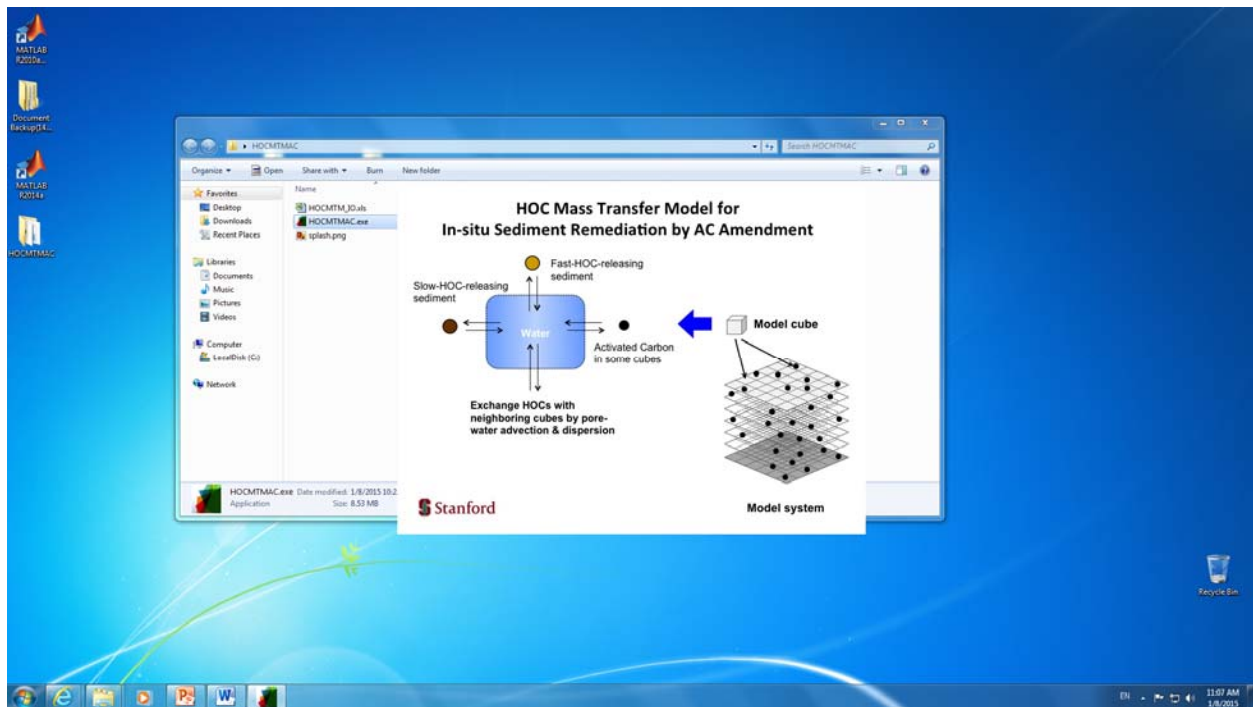 MATLAB
R2010a...
Document
Backup(14...
MATLAB
R2014a
HOCMTMAC
HOCMTMAC
Search HOCMTMAC
Organize
Open
Share with
Burn
New folder
Favorites
Desktop
Downloads
Recent Places
Libraries
Documents
Music
Pictures
Videos
Computer
LocalDisk (C:)
Network
Name
HOCMTM_IO.xls
HOCMTMAC.exe
splash.png
HOC Mass Transfer Model for
In-situ Sediment Remediation by AC Amendment
Fast-HOC-releasing
sediment
Slow-HOC-releasing
sediment
Water
Activated Carbon
in some cubes
Model cube
Exchange HOCs with
neighboring cubes by pore-
water advection & dispersion
Stanford
Model system
HOCMTMAC.exe Date modified: 1/8/2015 10:2
Application Size: 8.53 MB
Recycle Bin
EN
11:07 AM
1/8/2015